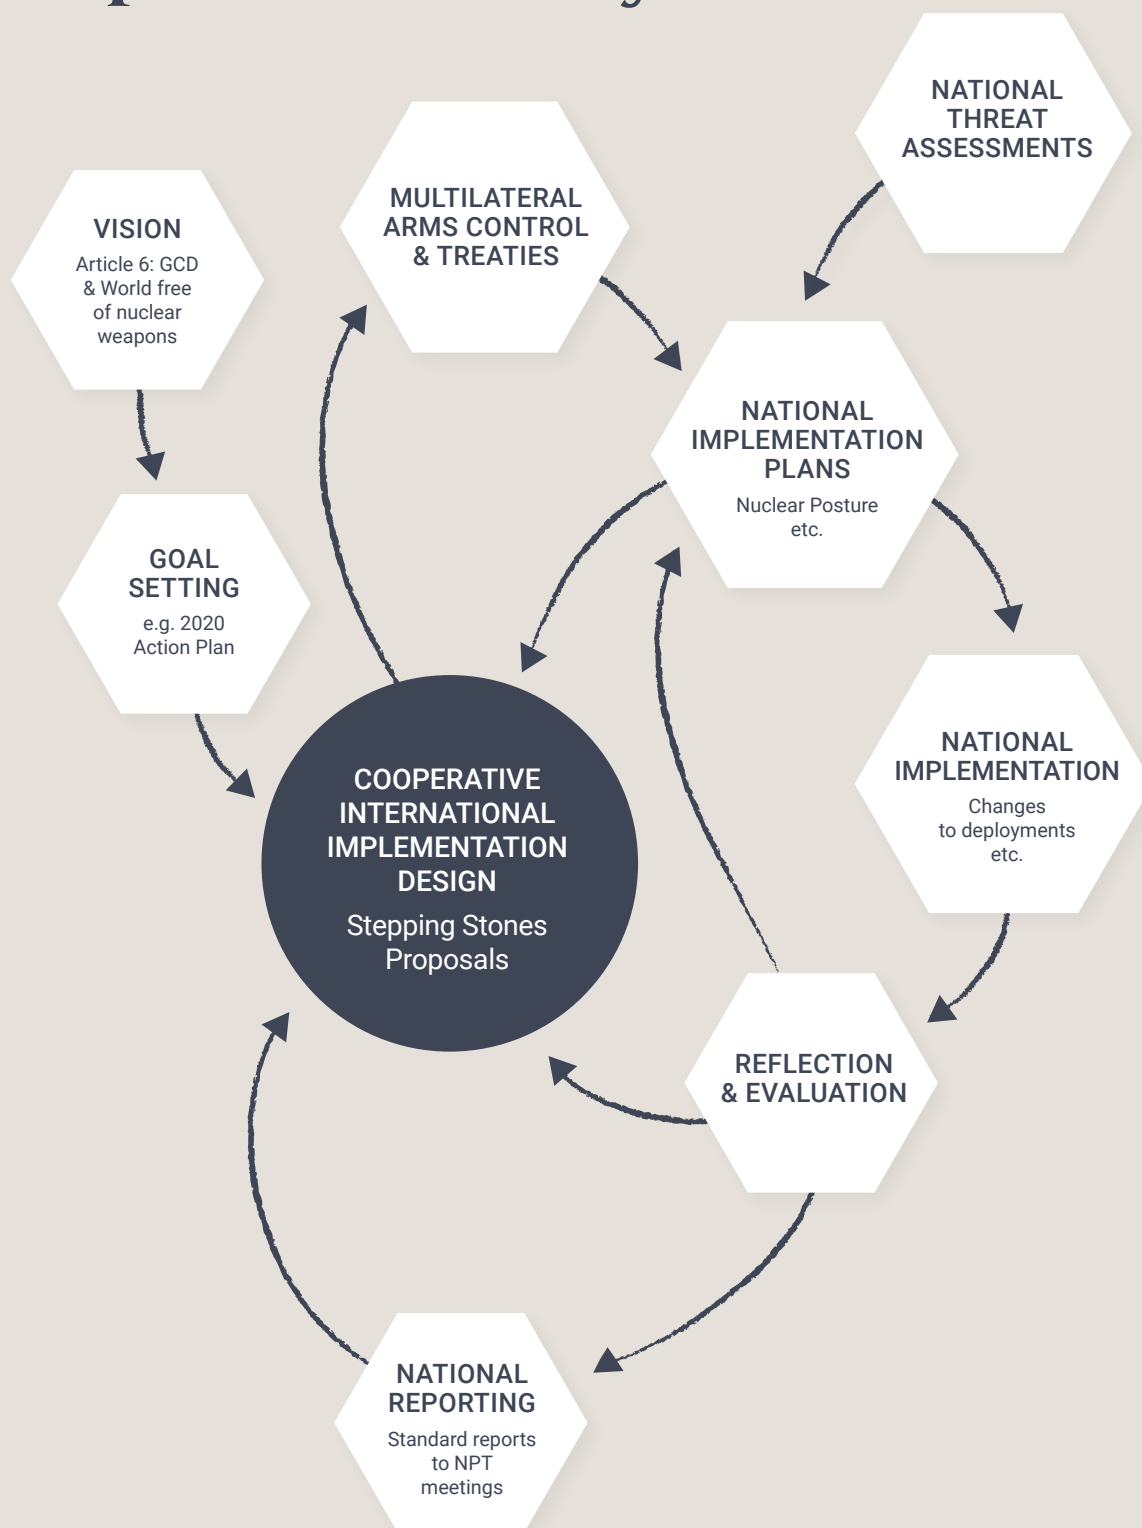 NATIONAL
THREAT
ASSESSMENTS
MULTILATERAL
ARMS CONTROL
& TREATIES
VISION
Article 6: GCD
& World free
of nuclear
weapons
NATIONAL
IMPLEMENTATION
PLANS
Nuclear Posture
etc.
GOAL
SETTING
e.g. 2020
Action Plan
NATIONAL
IMPLEMENTATION
Changes
to deployments
etc.
COOPERATIVE
INTERNATIONAL
IMPLEMENTATION
DESIGN
Stepping Stones
Proposals
REFLECTION
& EVALUATION
NATIONAL
REPORTING
Standard reports
to NPT
meetings